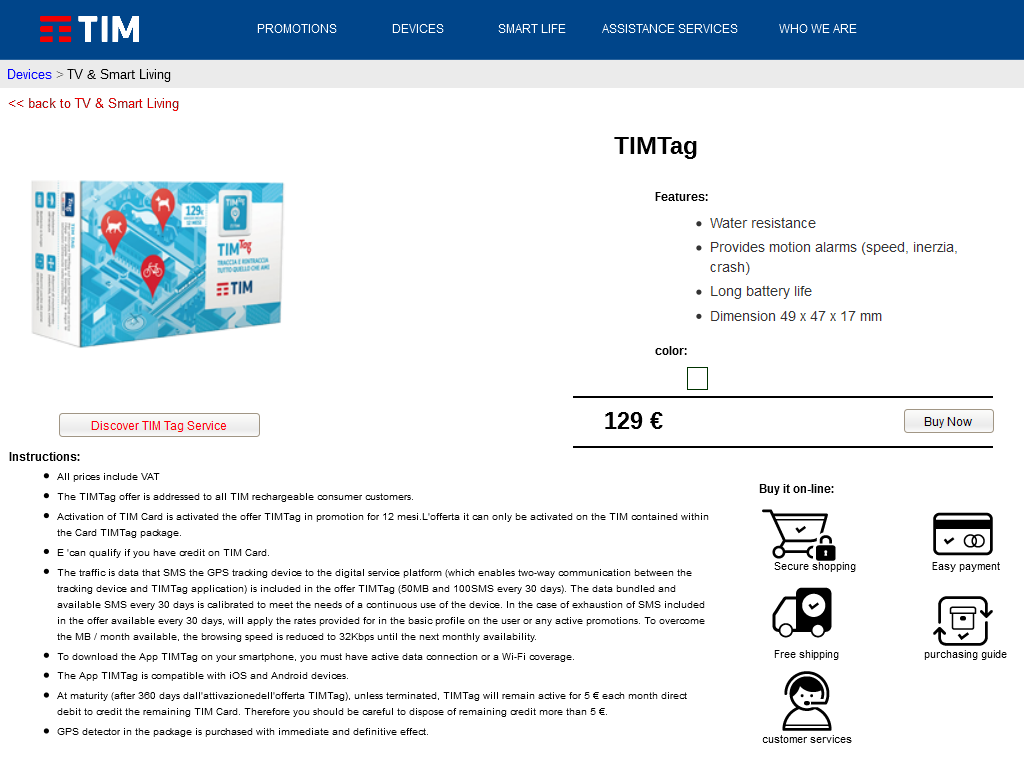 TIM
PROMOTIONS
DEVICES
SMART LIFE
ASSISTANCE SERVICES
WHO WE ARE
Devices > TV & Smart Living
<< back to TV & Smart Living
TIMTag
129€
TIMTag
TRACCIA E RINTRACCIA
TUTTO QUELLO CHE AMI
TIM
Features:
Water resistance
Provides motion alarms (speed, inerzia,
crash)
Long battery life
Dimension 49 x 47 x 17 mm
color:
129 €
Buy Now
Discover TIM Tag Service
Instructions:
All prices include VAT
The TIMTag offer is addressed to all TIM rechargeable consumer customers.
Activation of TIM Card is activated the offer TIMTag in promotion for 12 mesi.L'offerta it can only be activated on the TIM contained within
the Card TIMTag package.
E 'can qualify if you have credit on TIM Card.
The traffic is data that SMS the GPS tracking device to the digital service platform (which enables two-way communication between the
tracking device and TIMTag application) is included in the offer TIMTag (50MB and 100SMS every 30 days). The data bundled and
available SMS every 30 days is calibrated to meet the needs of a continuous use of the device. In the case of exhaustion of SMS included
in the offer available every 30 days, will apply the rates provided for in the basic profile on the user or any active promotions. To overcome
the MB / month available, the browsing speed is reduced to 32Kbps until the next monthly availability.
To download the App TIMTag on your smartphone, you must have active data connection or a Wi-Fi coverage.
The App TIMTag is compatible with iOS and Android devices.
At maturity (after 360 days dall'attivazionedell'offerta TIMTag), unless terminated, TIMTag will remain active for 5 € each month direct
debit to credit the remaining TIM Card. Therefore you should be careful to dispose of remaining credit more than 5 €.
GPS detector in the package is purchased with immediate and definitive effect.
Buy it on-line:
Secure shopping
Easy payment
Free shipping
purchasing guide
customer services